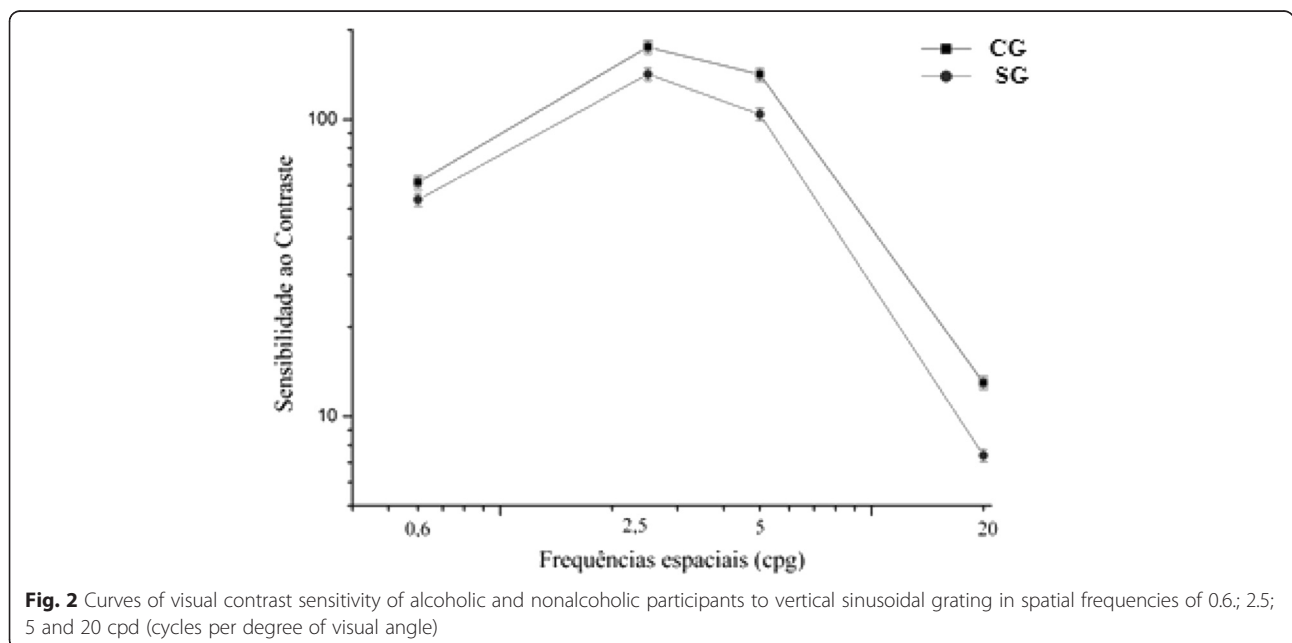 CG
SG
100
10
Sensibilidade ao Contraste
0,6 2,5 5 20
Frequências espaciais (cpg)
Fig. 2 Curves of visual contrast sensitivity of alcoholic and nonalcoholic participants to vertical sinusoidal grating in spatial frequencies of 0.6.; 2.5;
5 and 20 cpd (cycles per degree of visual angle)